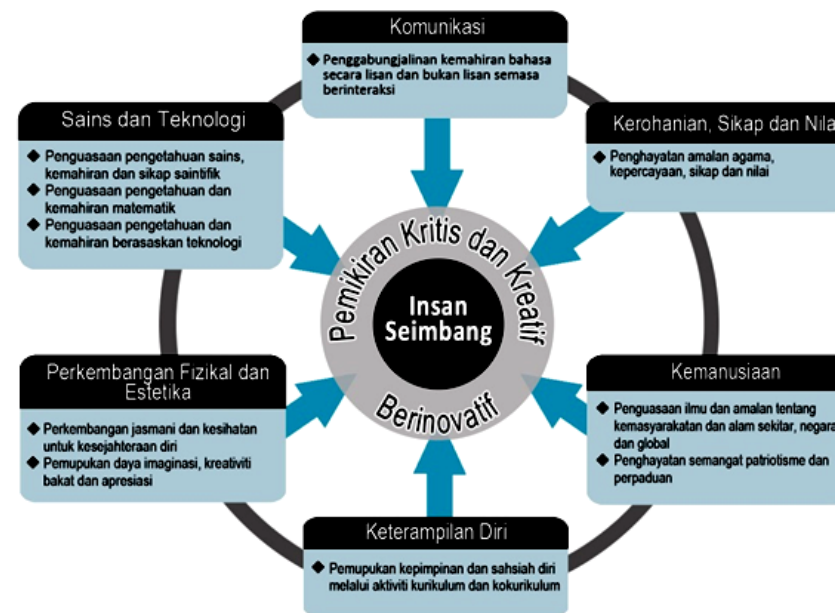 Komunikasi
◆ Penggabungjalinan kemahiran bahasa
secara lisan dan bukan lisan semasa
berinteraksi
Sains dan Teknologi
◆ Penguasaan pengetahuan sains,
kemahiran dan sikap saintifik
◆ Penguasaan pengetahuan dan
kemahiran matematik
◆ Penguasaan pengetahuan dan
kemahiran berasaskan teknologi
Kerohanian, Sikap dan Nila
◆ Penghayatan amalan agama,
kepercayaan, sikap dan nilai
Pemikiran Kritis dan Kreatif
Insan
Seimbang
Berinovatif
Perkembangan Fizikal dan
Estetika
◆ Perkembangan jasmani dan kesihatan
untuk kesejahteraan diri
◆ Pemupukan daya imaginasi, kreativiti
bakat dan apresiasi
Kemanusiaan
◆ Penguasaan ilmu dan amalan tentang
kemasyarakatan dan alam sekitar, negara
dan global
◆ Penghayatan semangat patriotisme dan
perpaduan
Keterampilan Diri
◆ Pemupukan kepimpinan dan sahsiah diri
melalui aktiviti kurikulum dan kokurikulum